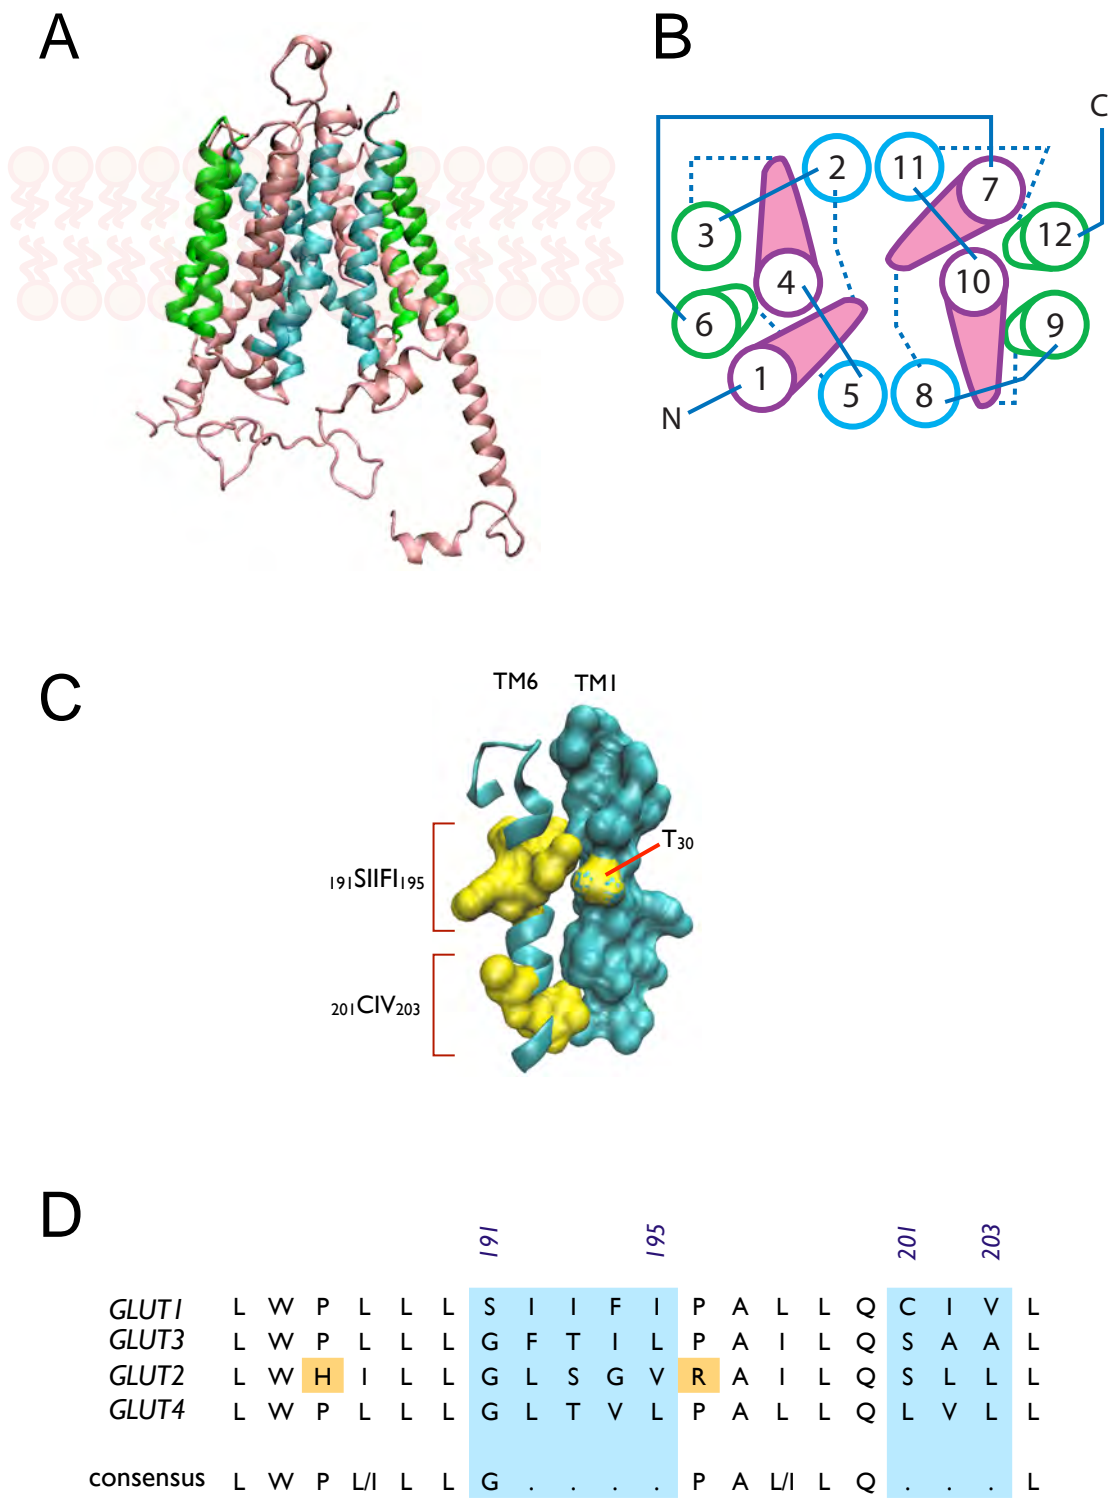 A
B
C
2
11
7
3
12
4
10
6
9
1
5
8
N
C
TM6 TM1
T30
191SIIFI195
201CIV203
D
191 195 201 203
GLUT1 L W P L L L S I I F I P A L L Q C I V L
GLUT3 L W P L L L G F T I L P A I L Q S A A L
GLUT2 L W H I L L G L S G V R A I L Q S L L L
GLUT4 L W P L L L G L T V L P A L L Q L V L L
consensus L W P L/I L L G . . . . P A L/I L Q . . . L